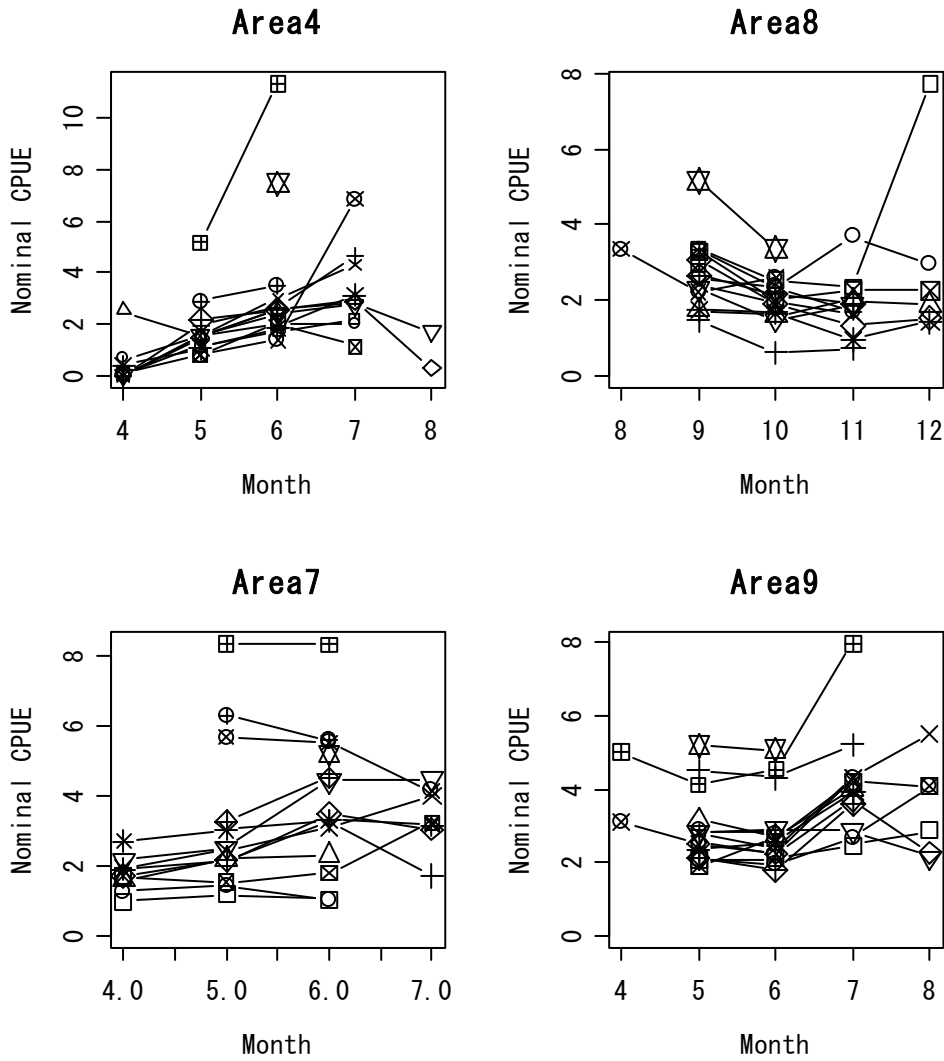 Area4
Nominal CPUE
0 2 4 6 8 10
4 5 6 7 8
Month
Area8
Nominal CPUE
0 2 4 6 8
8 9 10 11 12
Month
Area7
Nominal CPUE
0 2 4 6 8
4.0 5.0 6.0 7.0
Month
Area9
Nominal CPUE
0 2 4 6 8
4 5 6 7 8
Month